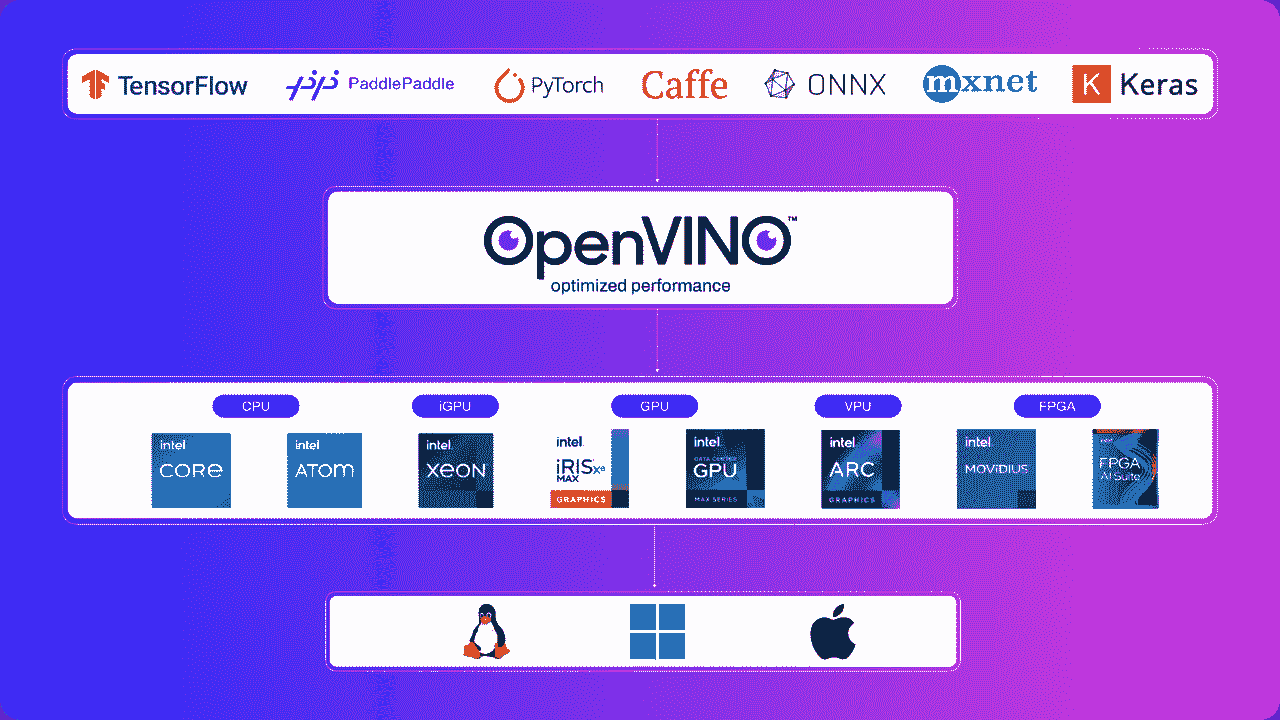 TensorFlow PaddlePaddle PyTorch Caffe ONNX mxnet K Keras
OpenVINO™
optimized performance
CPU iGPU GPU VPU FPGA
intel CORE
intel ATOM
intel XEON
intel IRISxe MAX GRAPHICS
intel DATA CENTER GPU MAX SERIES
intel ARC GRAPHICS
intel MOVIDIUS
intel FPGA AI Suite